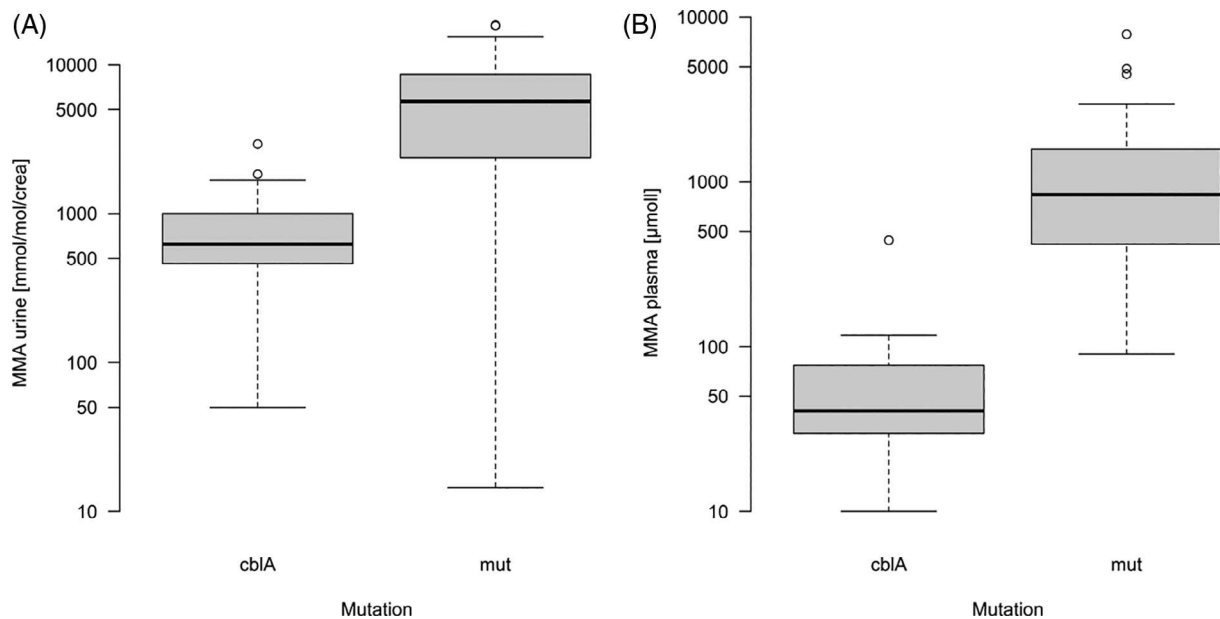 (A)
MMA urine [mmol/mol/crea]
10000
5000
1000
500
100
50
10
cblA
mut
Mutation
(B)
MMA plasma [µmoll]
10000
5000
1000
500
100
50
10
cblA
mut
Mutation